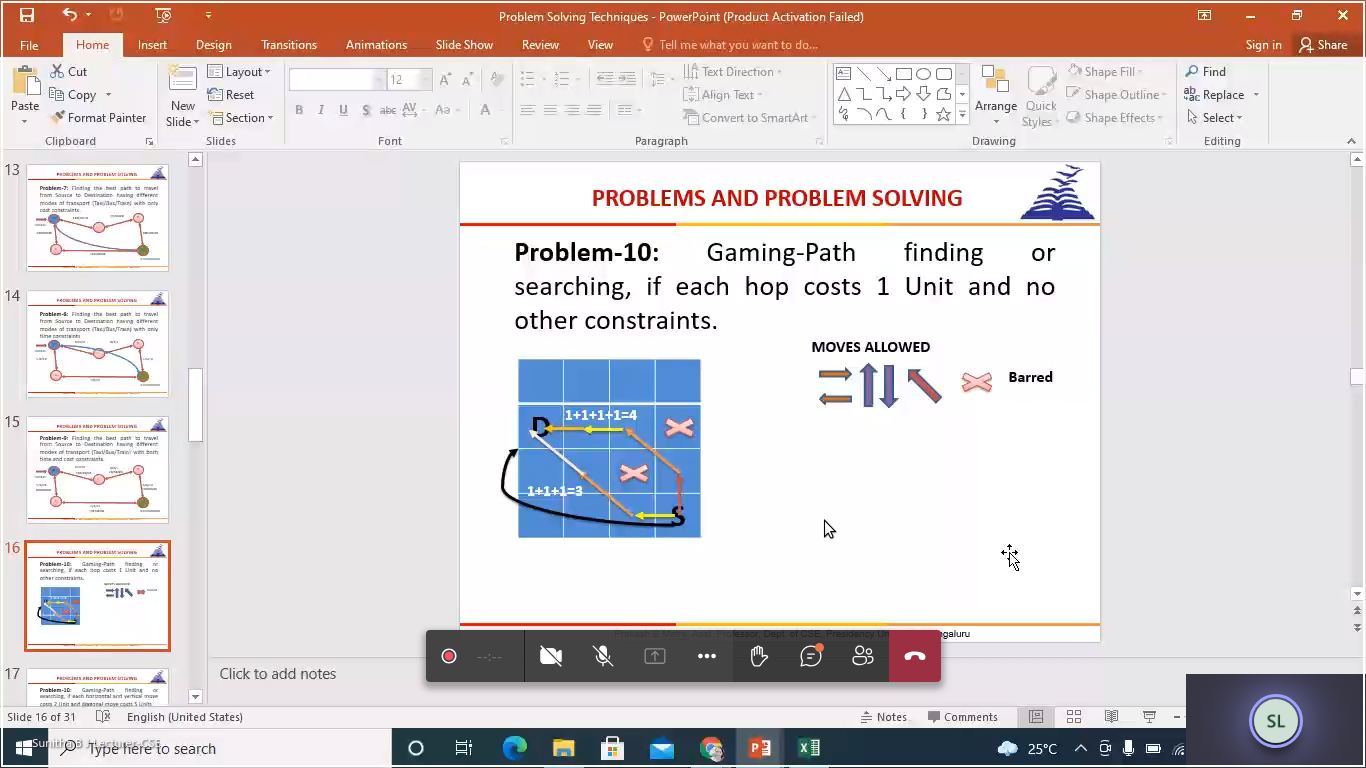 Problem Solving Techniques - PowerPoint (Product Activation Failed)
File Home Insert Design Transitions Animations Slide Show Review View Tell me what you want to do... Sign in Share
Paste
Cut
Copy
Format Painter
Clipboard
New Slide
Layout
Reset
Section
Slides
12
B I U S abc AV Aa A
Font
Text Direction
Align Text
Convert to SmartArt
Paragraph
Arrange
Quick Styles
Shape Fill
Shape Outline
Shape Effects
Drawing
Find
Replace
Select
Editing
13
PROBLEMS AND PROBLEM SOLVING
Problem-7: Finding the best path to travel
from Source to Destination having different
modes of transport (Taxi/Bus/Train) with only
cost constraints
14
PROBLEMS AND PROBLEM SOLVING
Problem-8: Finding the best path to travel
from Source to Destination having different
modes of transport (Taxi/Bus/Train) with only
time constraints
15
PROBLEMS AND PROBLEM SOLVING
Problem-9: Finding the best path to travel
from Source to Destination having different
modes of transport (Taxi/Bus/Train) with both
time and cost constraints
16
PROBLEMS AND PROBLEM SOLVING
Problem-10: Gaming-Path finding or
searching, if each hop costs 1 Unit and no
other constraints.
17
PROBLEMS AND PROBLEM SOLVING
Problem-10: Gaming-Path finding or
searching, if each horizontal and vertical move
costs 2 Unit and diagonal move costs 5 Units
PROBLEMS AND PROBLEM SOLVING
Problem-10: Gaming-Path finding or
searching, if each hop costs 1 Unit and no
other constraints.
MOVES ALLOWED
Barred
D
1+1+1+1=4
1+1+1=3
S
Dept. of CSE, Presidency
--:--
Click to add notes
Slide 16 of 31 English (United States) Notes Comments
SL
Type here to search
25°C